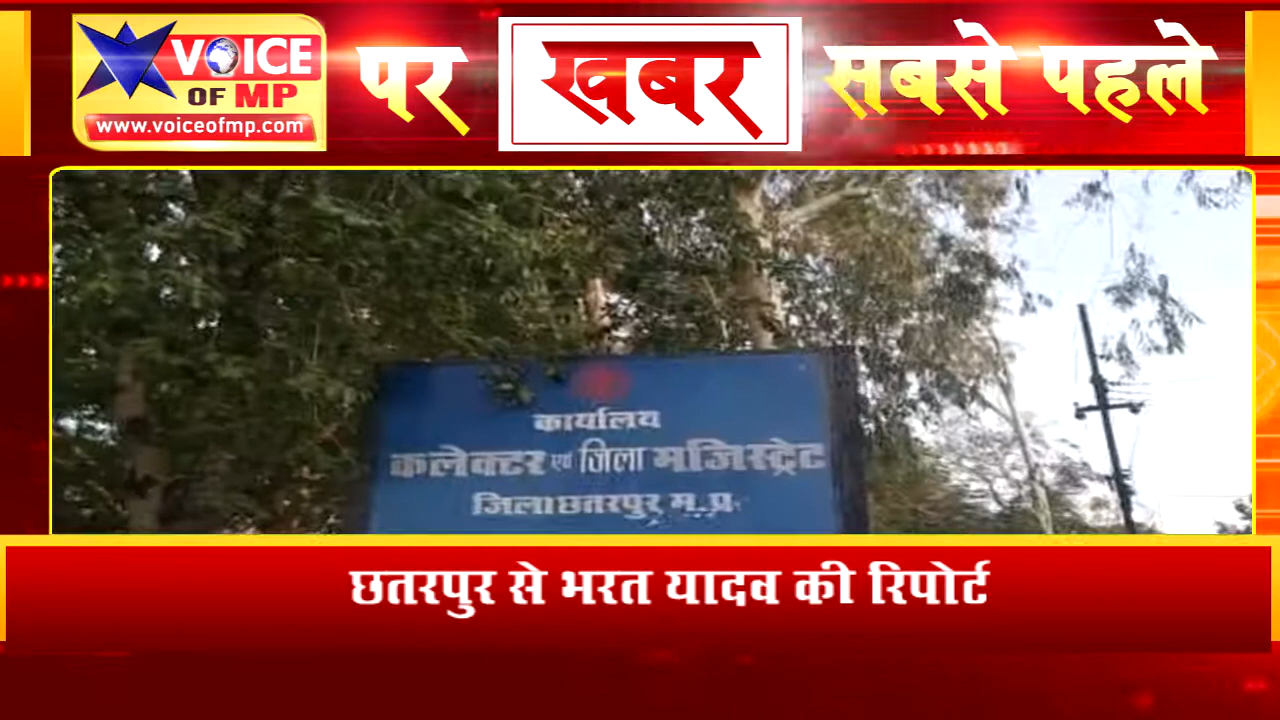 VOICE
OF MP
www.voiceofmp.com
पर खबर सबसे पहले
कार्यालय
कलेक्टर एवं जिला मजिस्ट्रेट
जिला छतरपुर म.प्र.
छतरपुर से भरत यादव की रिपोर्ट